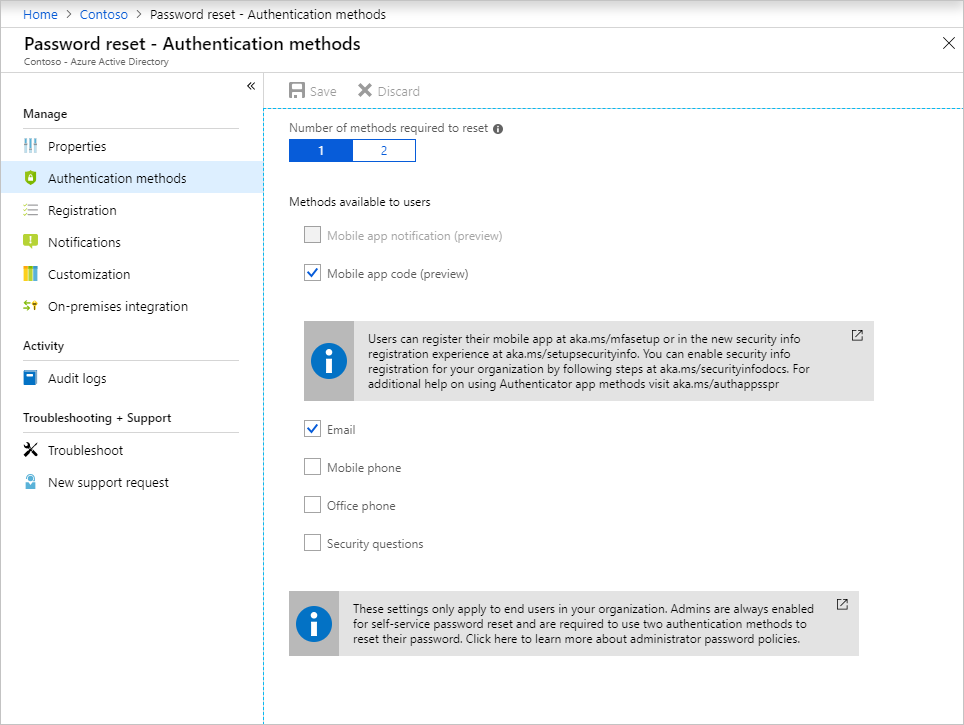 Home > Contoso > Password reset - Authentication methods
Password reset - Authentication methods
Contoso - Azure Active Directory
Manage
Properties
Authentication methods
Registration
Notifications
Customization
On-premises integration
Activity
Audit logs
Troubleshooting + Support
Troubleshoot
New support request
Save Discard
Number of methods required to reset
1 2
Methods available to users
Mobile app notification (preview)
Mobile app code (preview)
Users can register their mobile app at aka.ms/mfasetup or in the new security info
registration experience at aka.ms/setupsecurityinfo. You can enable security info
registration for your organization by following steps at aka.ms/securityinfodocs. For
additional help on using Authenticator app methods visit aka.ms/authappsspr
Email
Mobile phone
Office phone
Security questions
These settings only apply to end users in your organization. Admins are always enabled
for self-service password reset and are required to use two authentication methods to
reset their password. Click here to learn more about administrator password policies.